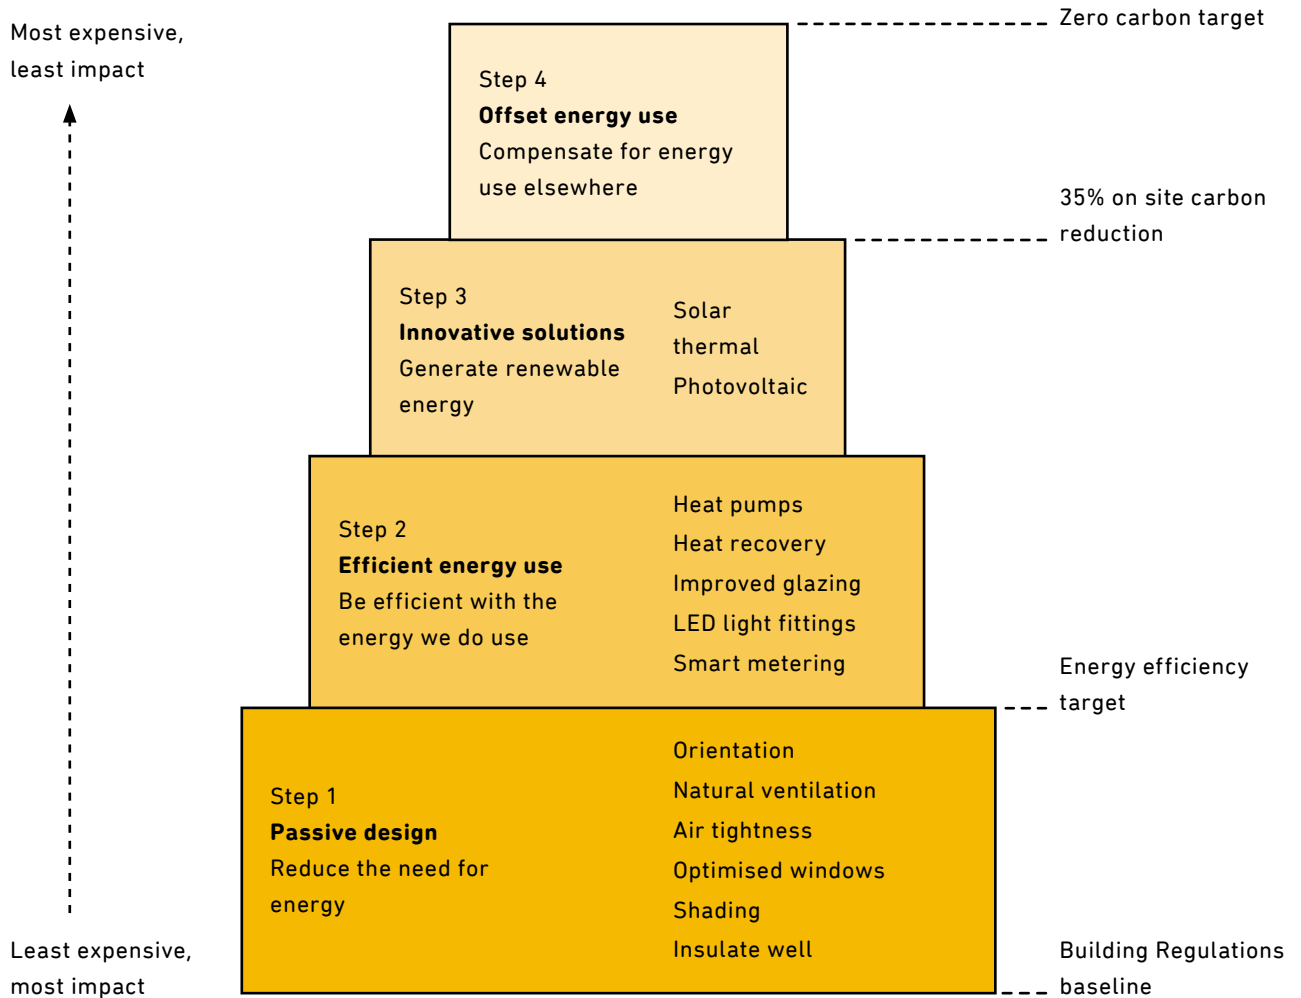 Most expensive,
least impact
Zero carbon target
Step 4
Offset energy use
Compensate for energy
use elsewhere
35% on site carbon
reduction
Step 3
Innovative solutions
Generate renewable
energy
Solar
thermal
Photovoltaic
Step 2
Efficient energy use
Be efficient with the
energy we do use
Heat pumps
Heat recovery
Improved glazing
LED light fittings
Smart metering
Energy efficiency
target
Step 1
Passive design
Reduce the need for
energy
Orientation
Natural ventilation
Air tightness
Optimised windows
Shading
Insulate well
Least expensive,
most impact
Building Regulations
baseline